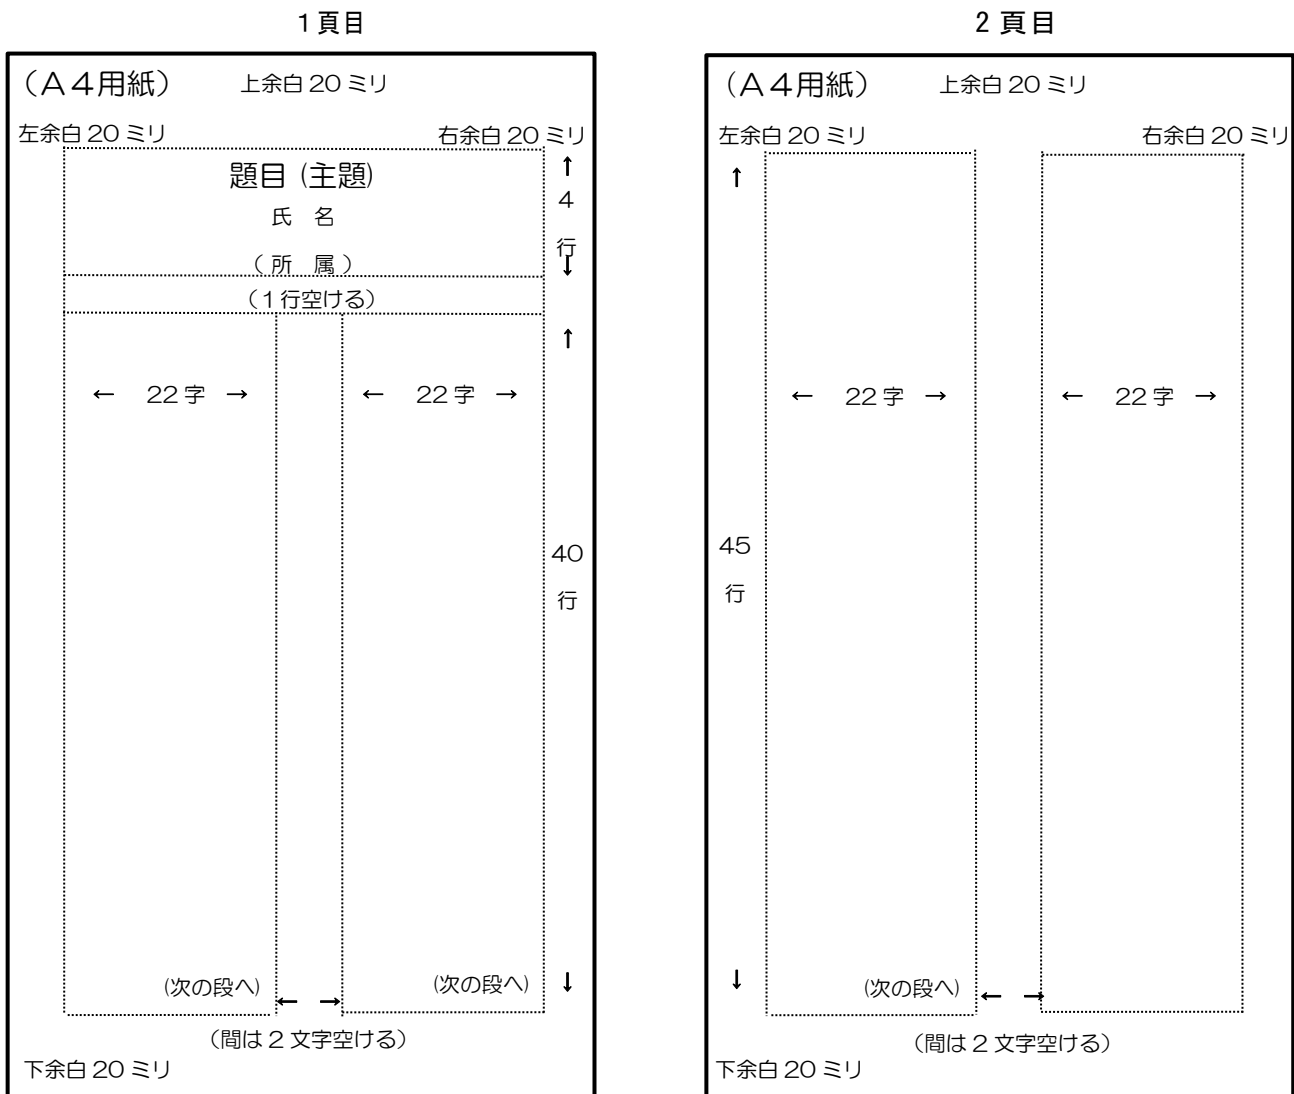 1頁目
（A4用紙）　上余白20ミリ
左余白20ミリ　右余白20ミリ
題目 (主題)
氏　名
（所　属）
↑
4
行
↓
（1行空ける）
↑
←　22字　→　←　22字　→
40
行
(次の段へ)　(次の段へ)　↓
←　→
（間は2文字空ける）
下余白20ミリ
2頁目
（A4用紙）　上余白20ミリ
左余白20ミリ　右余白20ミリ
↑
←　22字　→　←　22字　→
45
行
↓
(次の段へ)　←　→
（間は2文字空ける）
下余白20ミリ